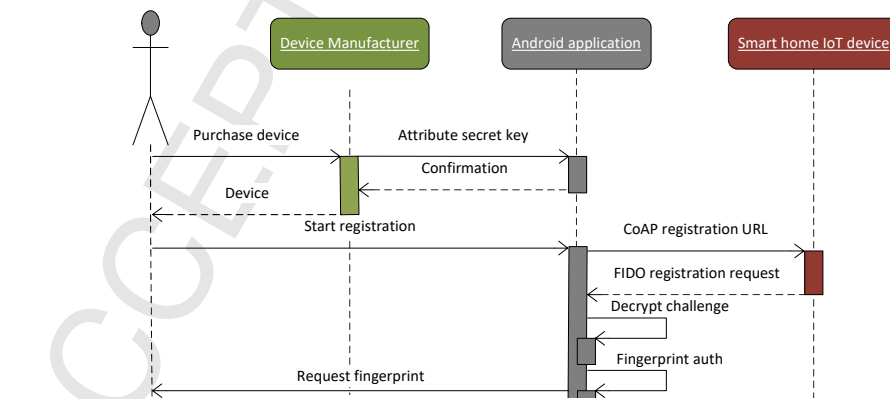 Device Manufacturer
Android application
Smart home IoT device
Purchase device
Attribute secret key
Confirmation
Device
Start registration
CoAP registration URL
FIDO registration request
Decrypt challenge
Fingerprint auth
Request fingerprint
CCEPT